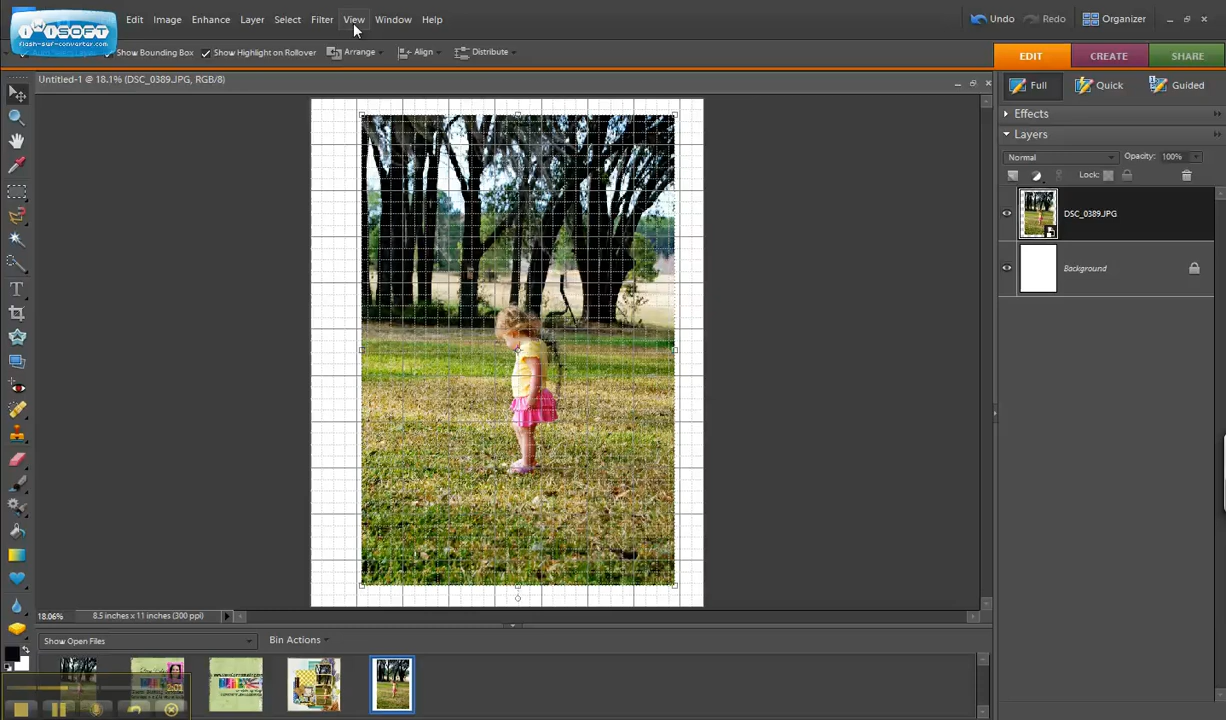 iWiSOFT
flash-swf-converter.com
Edit Image Enhance Layer Select Filter View Window Help
Undo Redo Organizer
Show Bounding Box Show Highlight on Rollover Arrange Align Distribute
EDIT CREATE SHARE
Untitled-1 @ 18.1% (DSC_0389.JPG, RGB/8)
Full Quick Guided
Effects
Layers
Normal Opacity: 100%
Lock:
DSC_0389.JPG
Background
18.06% 8.5 inches x 11 inches (300 ppi)
Show Open Files Bin Actions
2:01